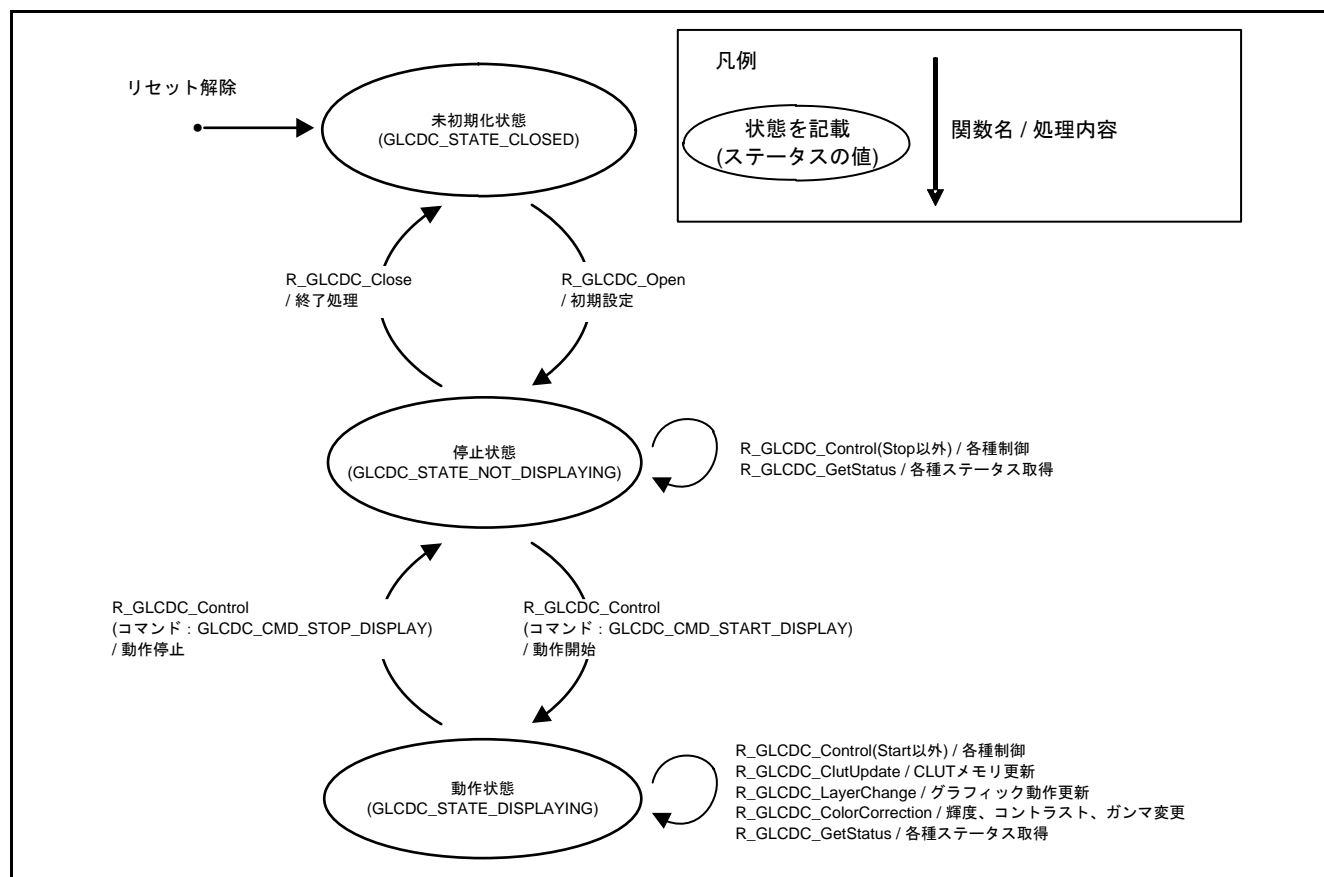 リセット解除
未初期化状態
(GLCDC_STATE_CLOSED)
凡例
状態を記載
(ステータスの値)
関数名 / 処理内容
R_GLCDC_Close
/ 終了処理
R_GLCDC_Open
/ 初期設定
停止状態
(GLCDC_STATE_NOT_DISPLAYING)
R_GLCDC_Control(Stop以外) / 各種制御
R_GLCDC_GetStatus / 各種ステータス取得
R_GLCDC_Control
(コマンド：GLCDC_CMD_STOP_DISPLAY)
/ 動作停止
R_GLCDC_Control
(コマンド：GLCDC_CMD_START_DISPLAY)
/ 動作開始
動作状態
(GLCDC_STATE_DISPLAYING)
R_GLCDC_Control(Start以外) / 各種制御
R_GLCDC_ClutUpdate / CLUTメモリ更新
R_GLCDC_LayerChange / グラフィック動作更新
R_GLCDC_ColorCorrection / 輝度、コントラスト、ガンマ変更
R_GLCDC_GetStatus / 各種ステータス取得